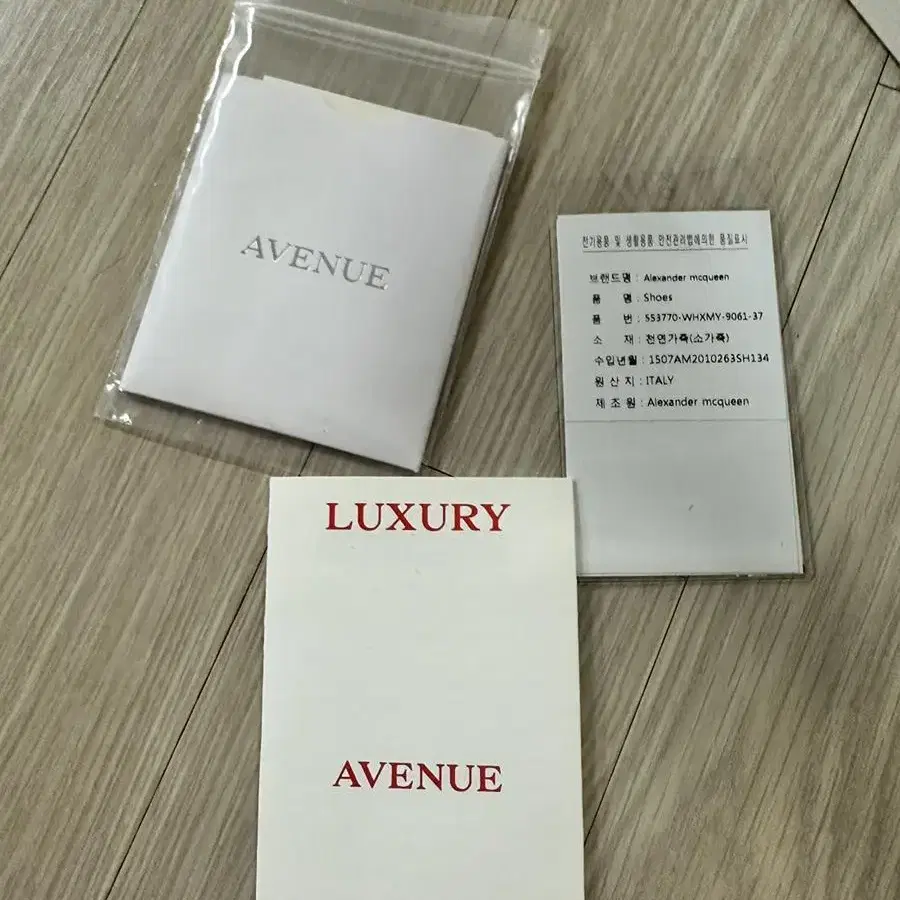 AVENUE
전기용품 및 생활용품 안전관리법에의한 품질표시
브랜드명 : Alexander mcqueen
품 명 : Shoes
품 번 : 553770-WHXMY-9061-37
소 재 : 천연가죽(소가죽)
수입년월 : 1507AM2010263SH134
원 산 지 : ITALY
제 조 원 : Alexander mcqueen
LUXURY
AVENUE